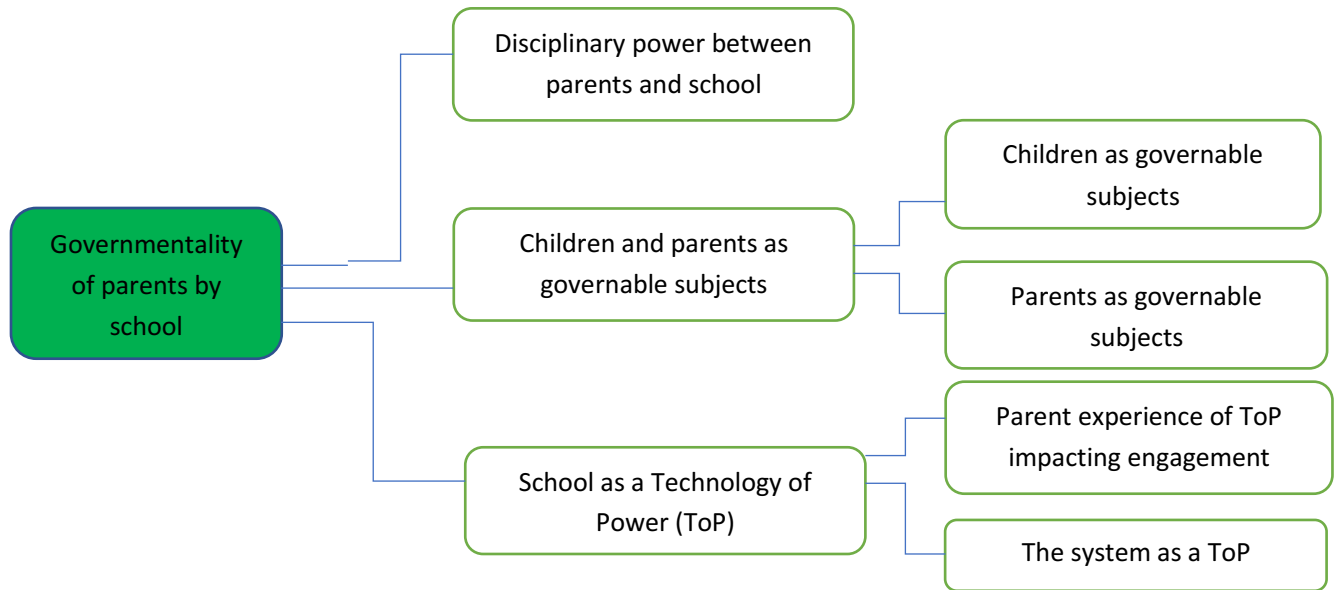 Governmentality
of parents by
school
Disciplinary power between
parents and school
Children and parents as
governable subjects
Children as governable
subjects
Parents as governable
subjects
School as a Technology of
Power (ToP)
Parent experience of ToP
impacting engagement
The system as a ToP